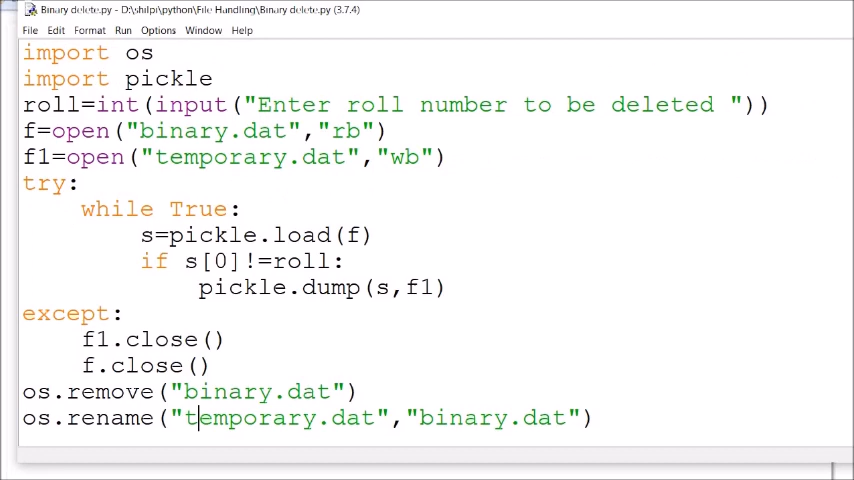 Binary delete.py - D:\shilpi\python\File Handling\Binary delete.py (3.7.4)
File Edit Format Run Options Window Help
import os
import pickle
roll=int(input("Enter roll number to be deleted "))
f=open("binary.dat","rb")
f1=open("temporary.dat","wb")
try:
    while True:
        s=pickle.load(f)
        if s[0]!=roll:
            pickle.dump(s,f1)
except:
    f1.close()
    f.close()
os.remove("binary.dat")
os.rename("temporary.dat","binary.dat")